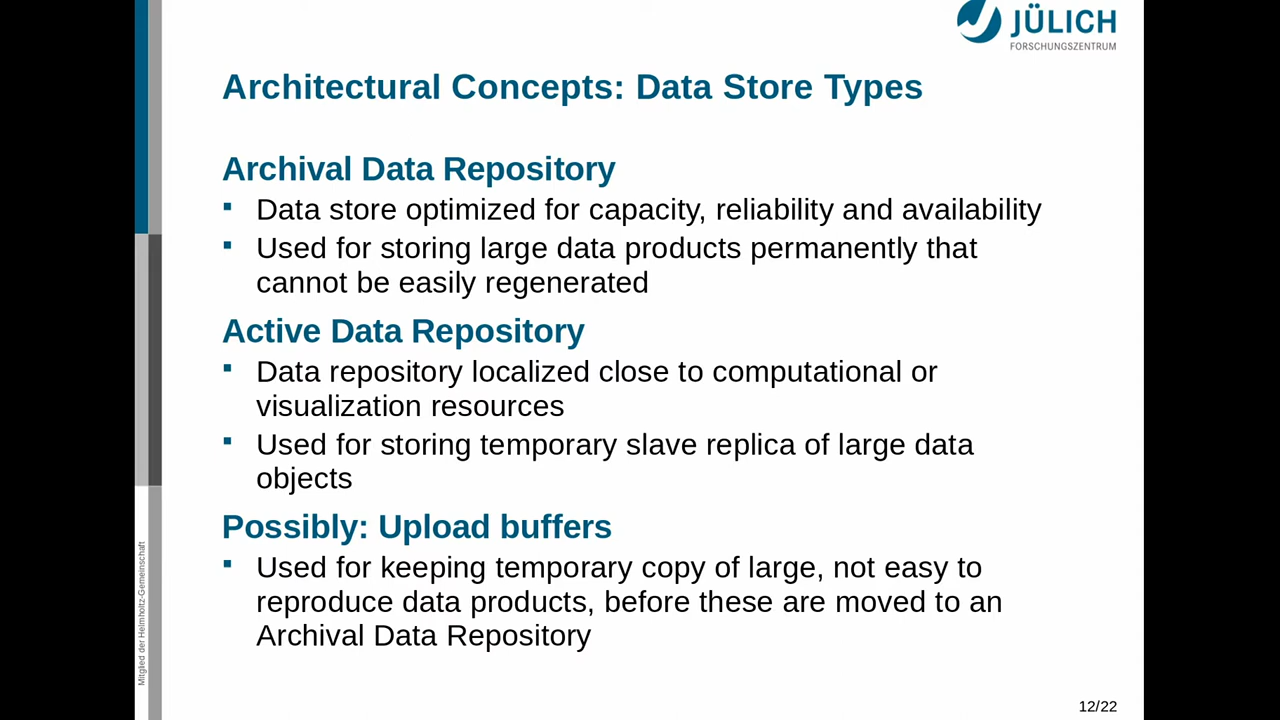 JÜLICH
FORSCHUNGSZENTRUM
Architectural Concepts: Data Store Types
Archival Data Repository
▪ Data store optimized for capacity, reliability and availability
▪ Used for storing large data products permanently that
cannot be easily regenerated
Active Data Repository
▪ Data repository localized close to computational or
visualization resources
▪ Used for storing temporary slave replica of large data
objects
Possibly: Upload buffers
▪ Used for keeping temporary copy of large, not easy to
reproduce data products, before these are moved to an
Archival Data Repository
Mitglied der Helmholtz-Gemeinschaft
12/22